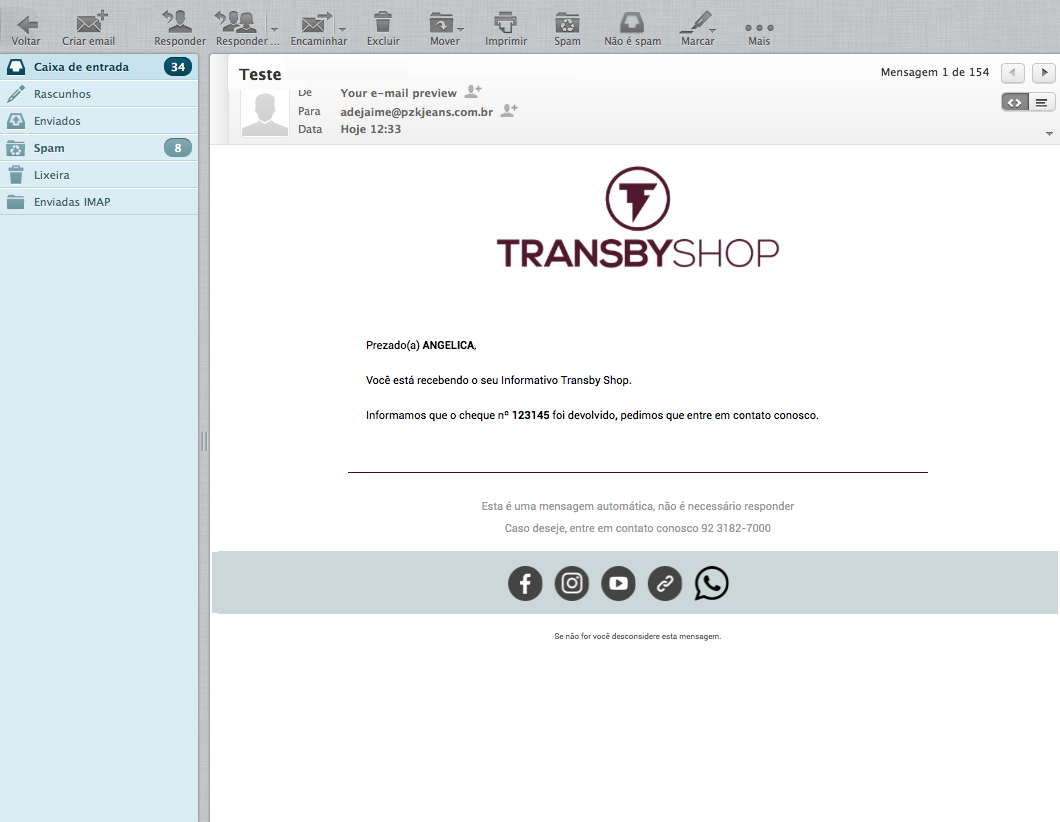 Voltar Criar email Responder Responder ... Encaminhar Excluir Mover Imprimir Spam Não é spam Marcar Mais
Caixa de entrada 34
Rascunhos
Enviados
Spam 8
Lixeira
Enviadas IMAP
Teste
Mensagem 1 de 154
De Your e-mail preview
Para adejaime@pzkjeans.com.br
Data Hoje 12:33
TRANSBYSHOP
Prezado(a) ANGELICA,
Você está recebendo o seu Informativo Transby Shop.
Informamos que o cheque nº 123145 foi devolvido, pedimos que entre em contato conosco.
Esta é uma mensagem automática, não é necessário responder
Caso deseje, entre em contato conosco 92 3182-7000
Se não for você desconsidere esta mensagem.